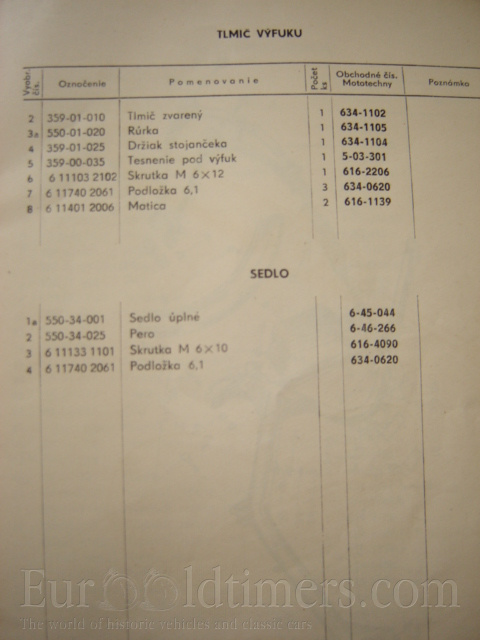 TLMIČ VÝFUKU
Vyobr. čís. Označenie Pomenovanie Počet ks Obchodné čís. Mototechny Poznámka
2 359-01-010 Tlmič zvarený 1 634-1102
3a 550-01-020 Rúrka 1 634-1105
4 359-01-025 Držiak stojančeka 1 634-1104
5 359-00-035 Tesnenie pod výfuk 1 5-03-301
6 6 11103 2102 Skrutka M 6×12 1 616-2206
7 6 11740 2061 Podložka 6,1 3 634-0620
8 6 11401 2006 Matica 2 616-1139
SEDLO
1a 550-34-001 Sedlo úplné 6-45-044
2 550-34-025 Pero 6-46-266
3 6 11133 1101 Skrutka M 6×10 616-4090
4 6 11740 2061 Podložka 6,1 634-0620
EurOOldtimers.com
The world of historic vehicles and classic cars